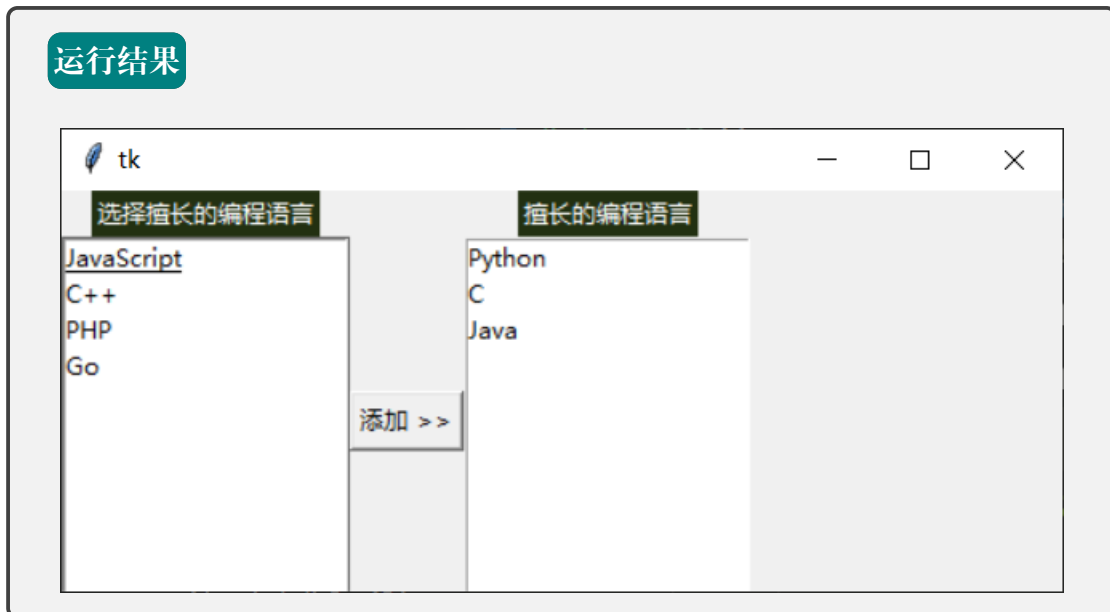 运行结果
tk
选择擅长的编程语言
擅长的编程语言
JavaScript
C++
PHP
Go
添加 >>
Python
C
Java